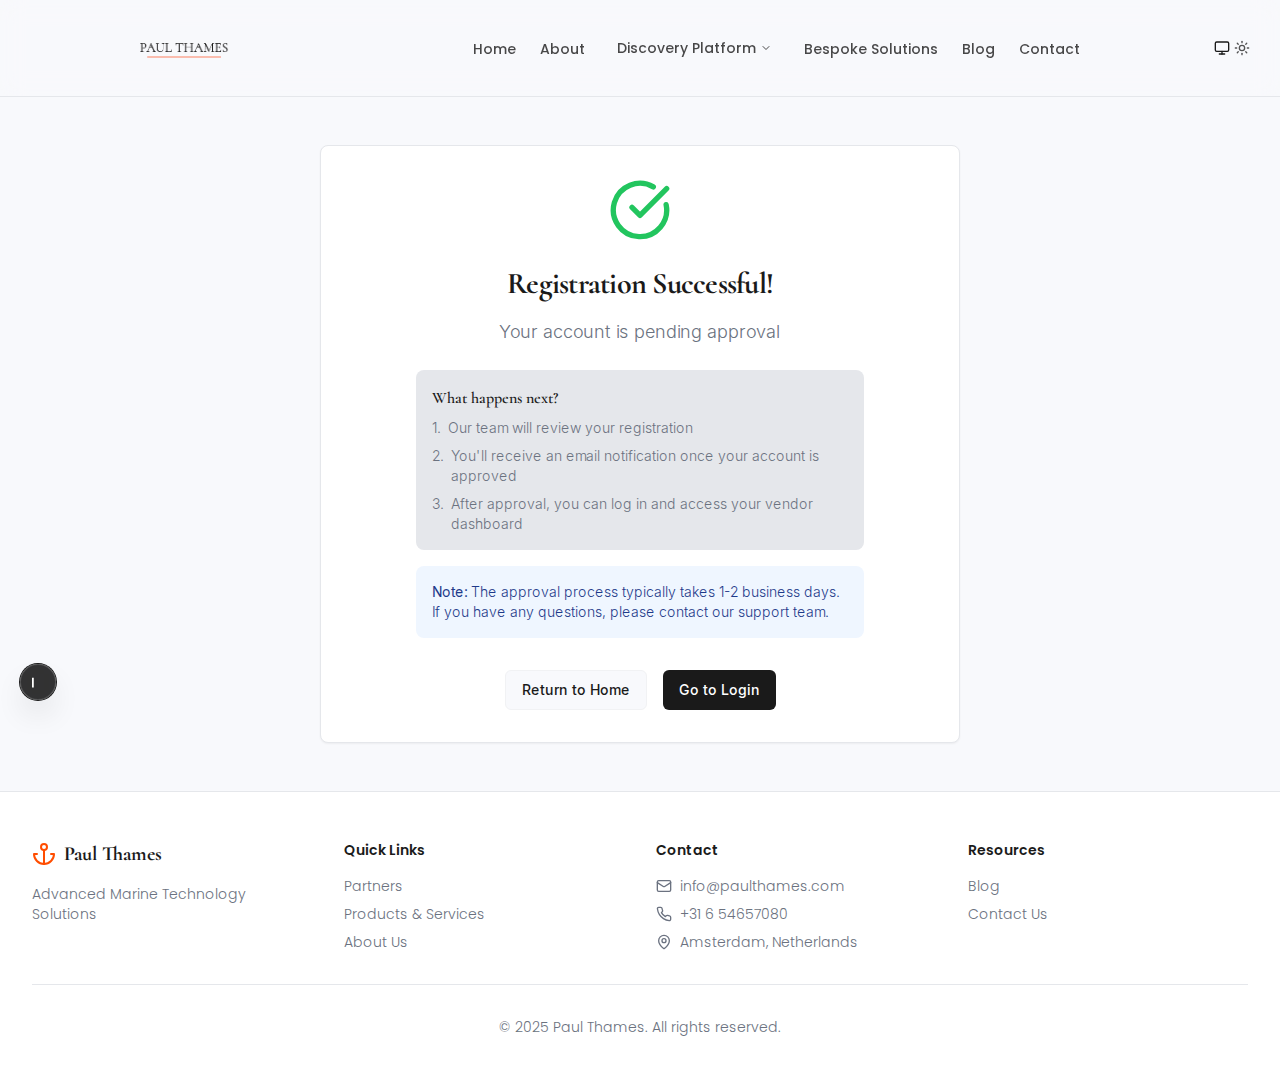 PAUL THAMES
Home About Discovery Platform Bespoke Solutions Blog Contact
Registration Successful!
Your account is pending approval
What happens next?
1. Our team will review your registration
2. You'll receive an email notification once your account is
approved
3. After approval, you can log in and access your vendor
dashboard
Note: The approval process typically takes 1-2 business days.
If you have any questions, please contact our support team.
Return to Home Go to Login
Paul Thames
Advanced Marine Technology
Solutions
Quick Links
Partners
Products & Services
About Us
Contact
info@paulthames.com
+31 6 54657080
Amsterdam, Netherlands
Resources
Blog
Contact Us
© 2025 Paul Thames. All rights reserved.